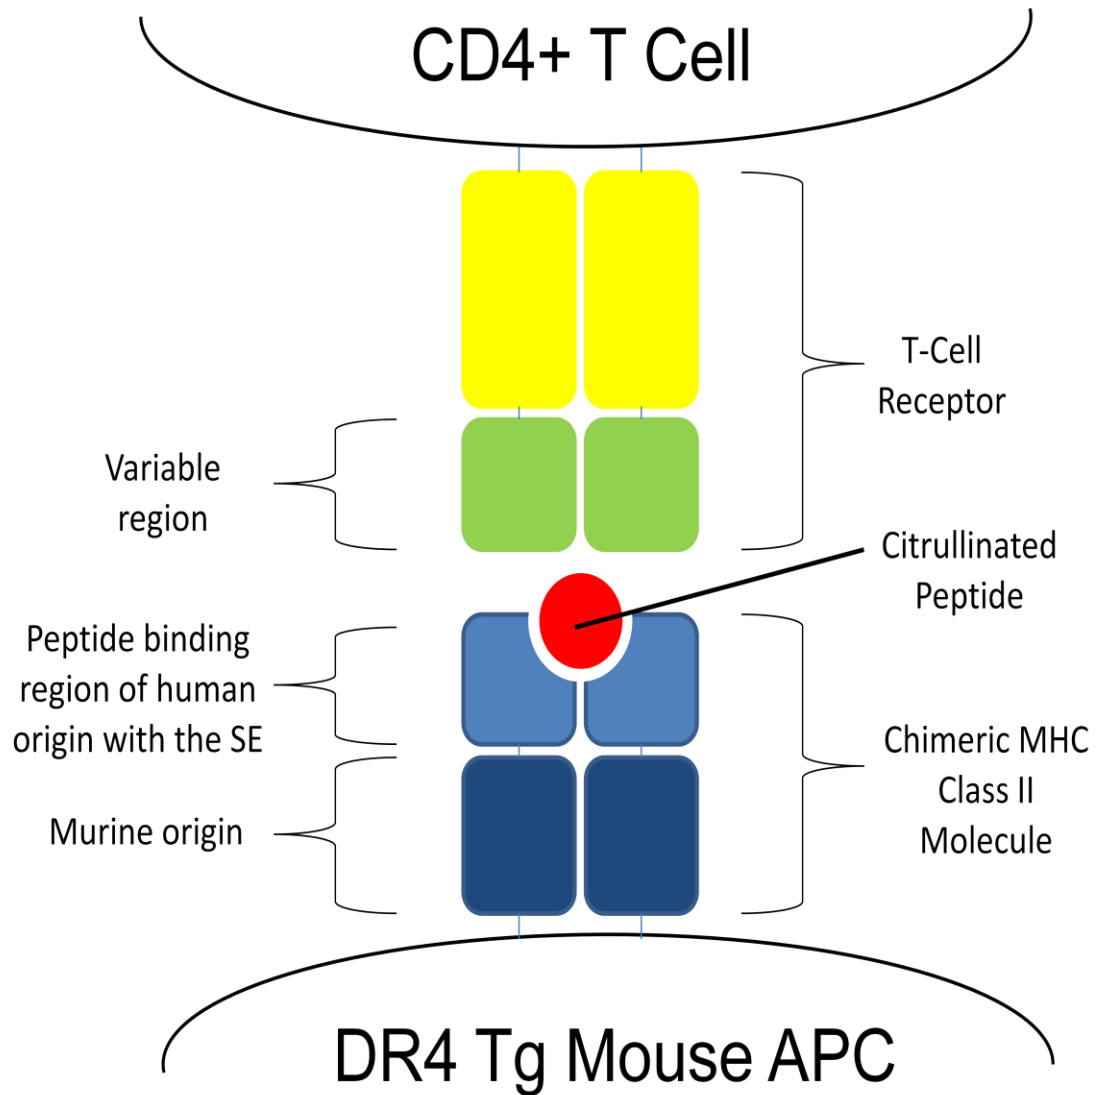 CD4+ T Cell
T-Cell
Receptor
Variable
region
Citrullinated
Peptide
Peptide binding
region of human
origin with the SE
Chimeric MHC
Class II
Molecule
Murine origin
DR4 Tg Mouse APC